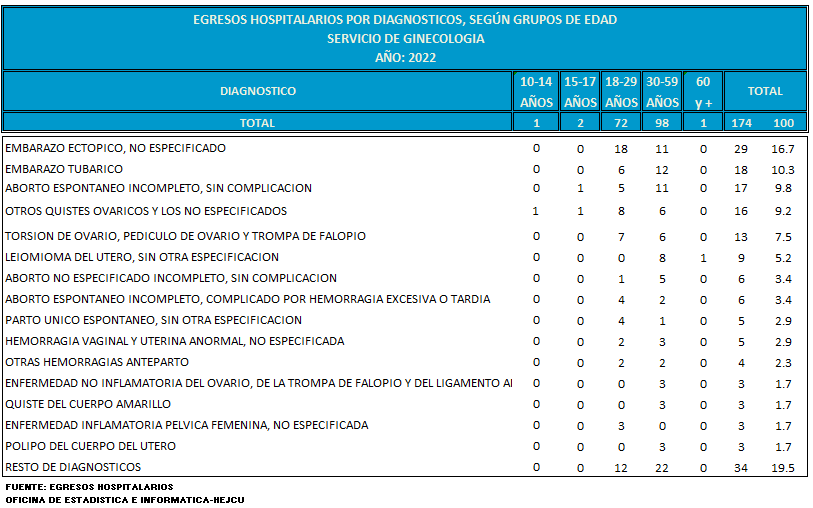 EGRESOS HOSPITALARIOS POR DIAGNOSTICOS, SEGÚN GRUPOS DE EDAD
SERVICIO DE GINECOLOGIA
AÑO: 2022
DIAGNOSTICO 10-14 AÑOS 15-17 AÑOS 18-29 AÑOS 30-59 AÑOS 60 y + TOTAL
TOTAL 1 2 72 98 1 174 100
EMBARAZO ECTOPICO, NO ESPECIFICADO 0 0 18 11 0 29 16.7
EMBARAZO TUBARICO 0 0 6 12 0 18 10.3
ABORTO ESPONTANEO INCOMPLETO, SIN COMPLICACION 0 1 5 11 0 17 9.8
OTROS QUISTES OVARICOS Y LOS NO ESPECIFICADOS 1 1 8 6 0 16 9.2
TORSION DE OVARIO, PEDICULO DE OVARIO Y TROMPA DE FALOPIO 0 0 7 6 0 13 7.5
LEIOMIOMA DEL UTERO, SIN OTRA ESPECIFICACION 0 0 0 8 1 9 5.2
ABORTO NO ESPECIFICADO INCOMPLETO, SIN COMPLICACION 0 0 1 5 0 6 3.4
ABORTO ESPONTANEO INCOMPLETO, COMPLICADO POR HEMORRAGIA EXCESIVA O TARDIA 0 0 4 2 0 6 3.4
PARTO UNICO ESPONTANEO, SIN OTRA ESPECIFICACION 0 0 4 1 0 5 2.9
HEMORRAGIA VAGINAL Y UTERINA ANORMAL, NO ESPECIFICADA 0 0 2 3 0 5 2.9
OTRAS HEMORRAGIAS ANTEPARTO 0 0 2 2 0 4 2.3
ENFERMEDAD NO INFLAMATORIA DEL OVARIO, DE LA TROMPA DE FALOPIO Y DEL LIGAMENTO 0 0 0 3 0 3 1.7
QUISTE DEL CUERPO AMARILLO 0 0 0 3 0 3 1.7
ENFERMEDAD INFLAMATORIA PELVICA FEMENINA, NO ESPECIFICADA 0 0 3 0 0 3 1.7
POLIPO DEL CUERPO DEL UTERO 0 0 0 3 0 3 1.7
RESTO DE DIAGNOSTICOS 0 0 12 22 0 34 19.5
FUENTE: EGRESOS HOSPITALARIOS
OFICINA DE ESTADISTICA E INFORMATICA-HEJCU